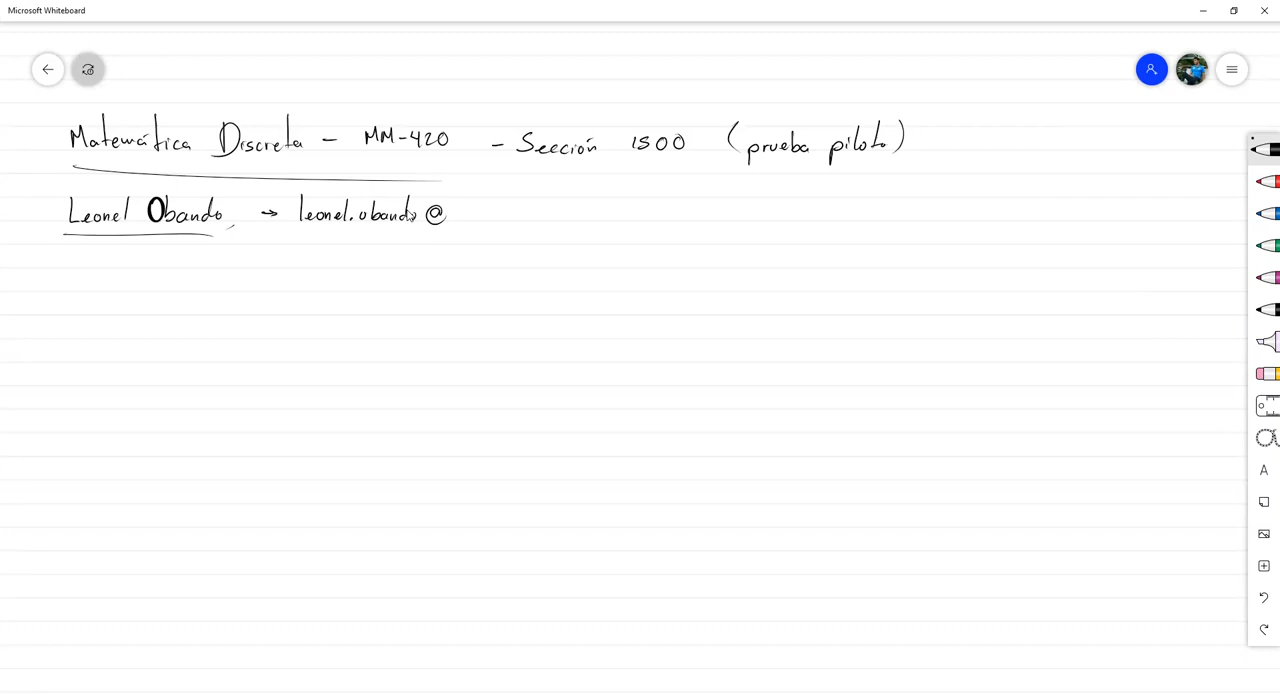 Microsoft Whiteboard
Matemática Discreta - MM-420 - Sección 1500 (prueba piloto)
Leonel Obando → leonel.obando@
A